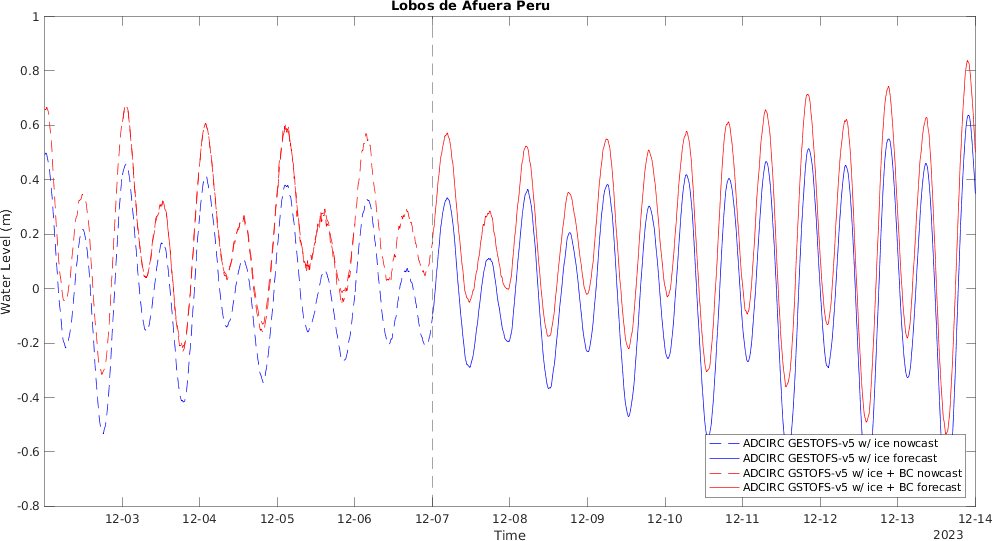 Lobos de Afuera Peru
1
0.8
0.6
0.4
0.2
0
-0.2
-0.4
-0.6
-0.8
Water Level (m)
ADCIRC GESTOFS-v5 w/ ice nowcast
ADCIRC GESTOFS-v5 w/ ice forecast
ADCIRC GSTOFS-v5 w/ ice + BC nowcast
ADCIRC GSTOFS-v5 w/ ice + BC forecast
12-03 12-04 12-05 12-06 12-07 12-08 12-09 12-10 12-11 12-12 12-13 12-14
Time
2023